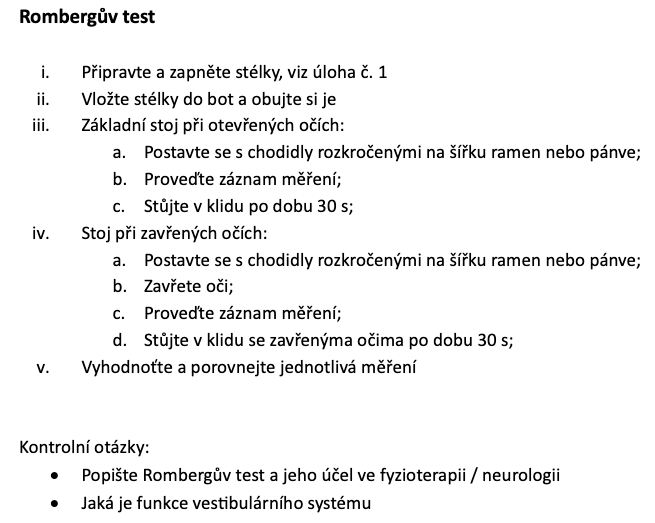 Rombergův test
i. Připravte a zapněte stélky, viz úloha č. 1
ii. Vložte stélky do bot a obujte si je
iii. Základní stoj při otevřených očích:
a. Postavte se s chodidly rozkročenými na šířku ramen nebo pánve;
b. Proveďte záznam měření;
c. Stůjte v klidu po dobu 30 s;
iv. Stoj při zavřených očích:
a. Postavte se s chodidly rozkročenými na šířku ramen nebo pánve;
b. Zavřete oči;
c. Proveďte záznam měření;
d. Stůjte v klidu se zavřenýma očima po dobu 30 s;
v. Vyhodnoťte a porovnejte jednotlivá měření
Kontrolní otázky:
• Popište Rombergův test a jeho účel ve fyzioterapii / neurologii
• Jaká je funkce vestibulárního systému